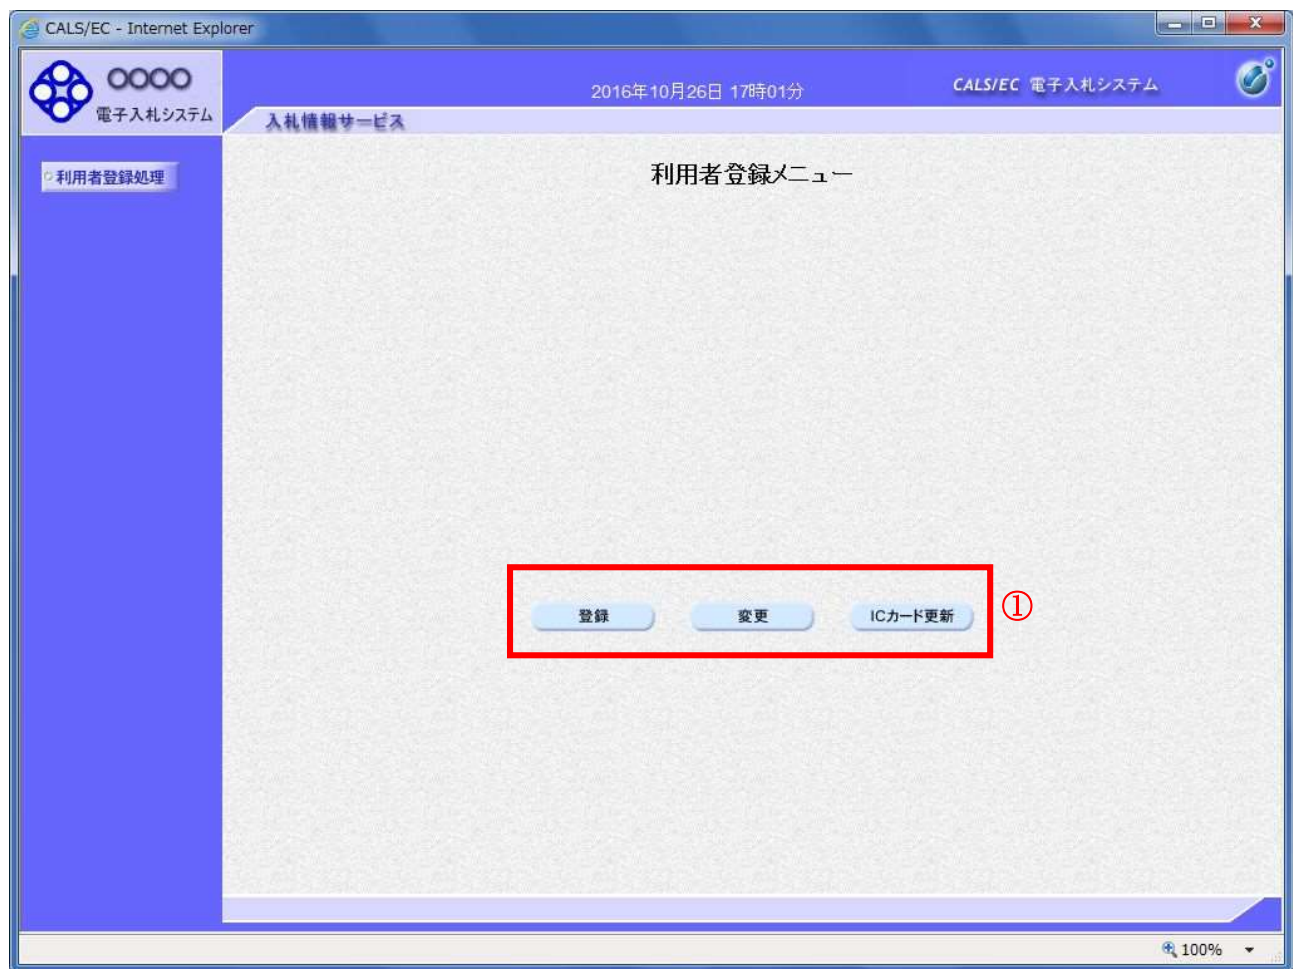 CALS/EC - Internet Explorer
○○○○
電子入札システム
2016年10月26日 17時01分
CALS/EC 電子入札システム
入札情報サービス
利用者登録処理
利用者登録メニュー
登録 変更 ICカード更新 ①
100%